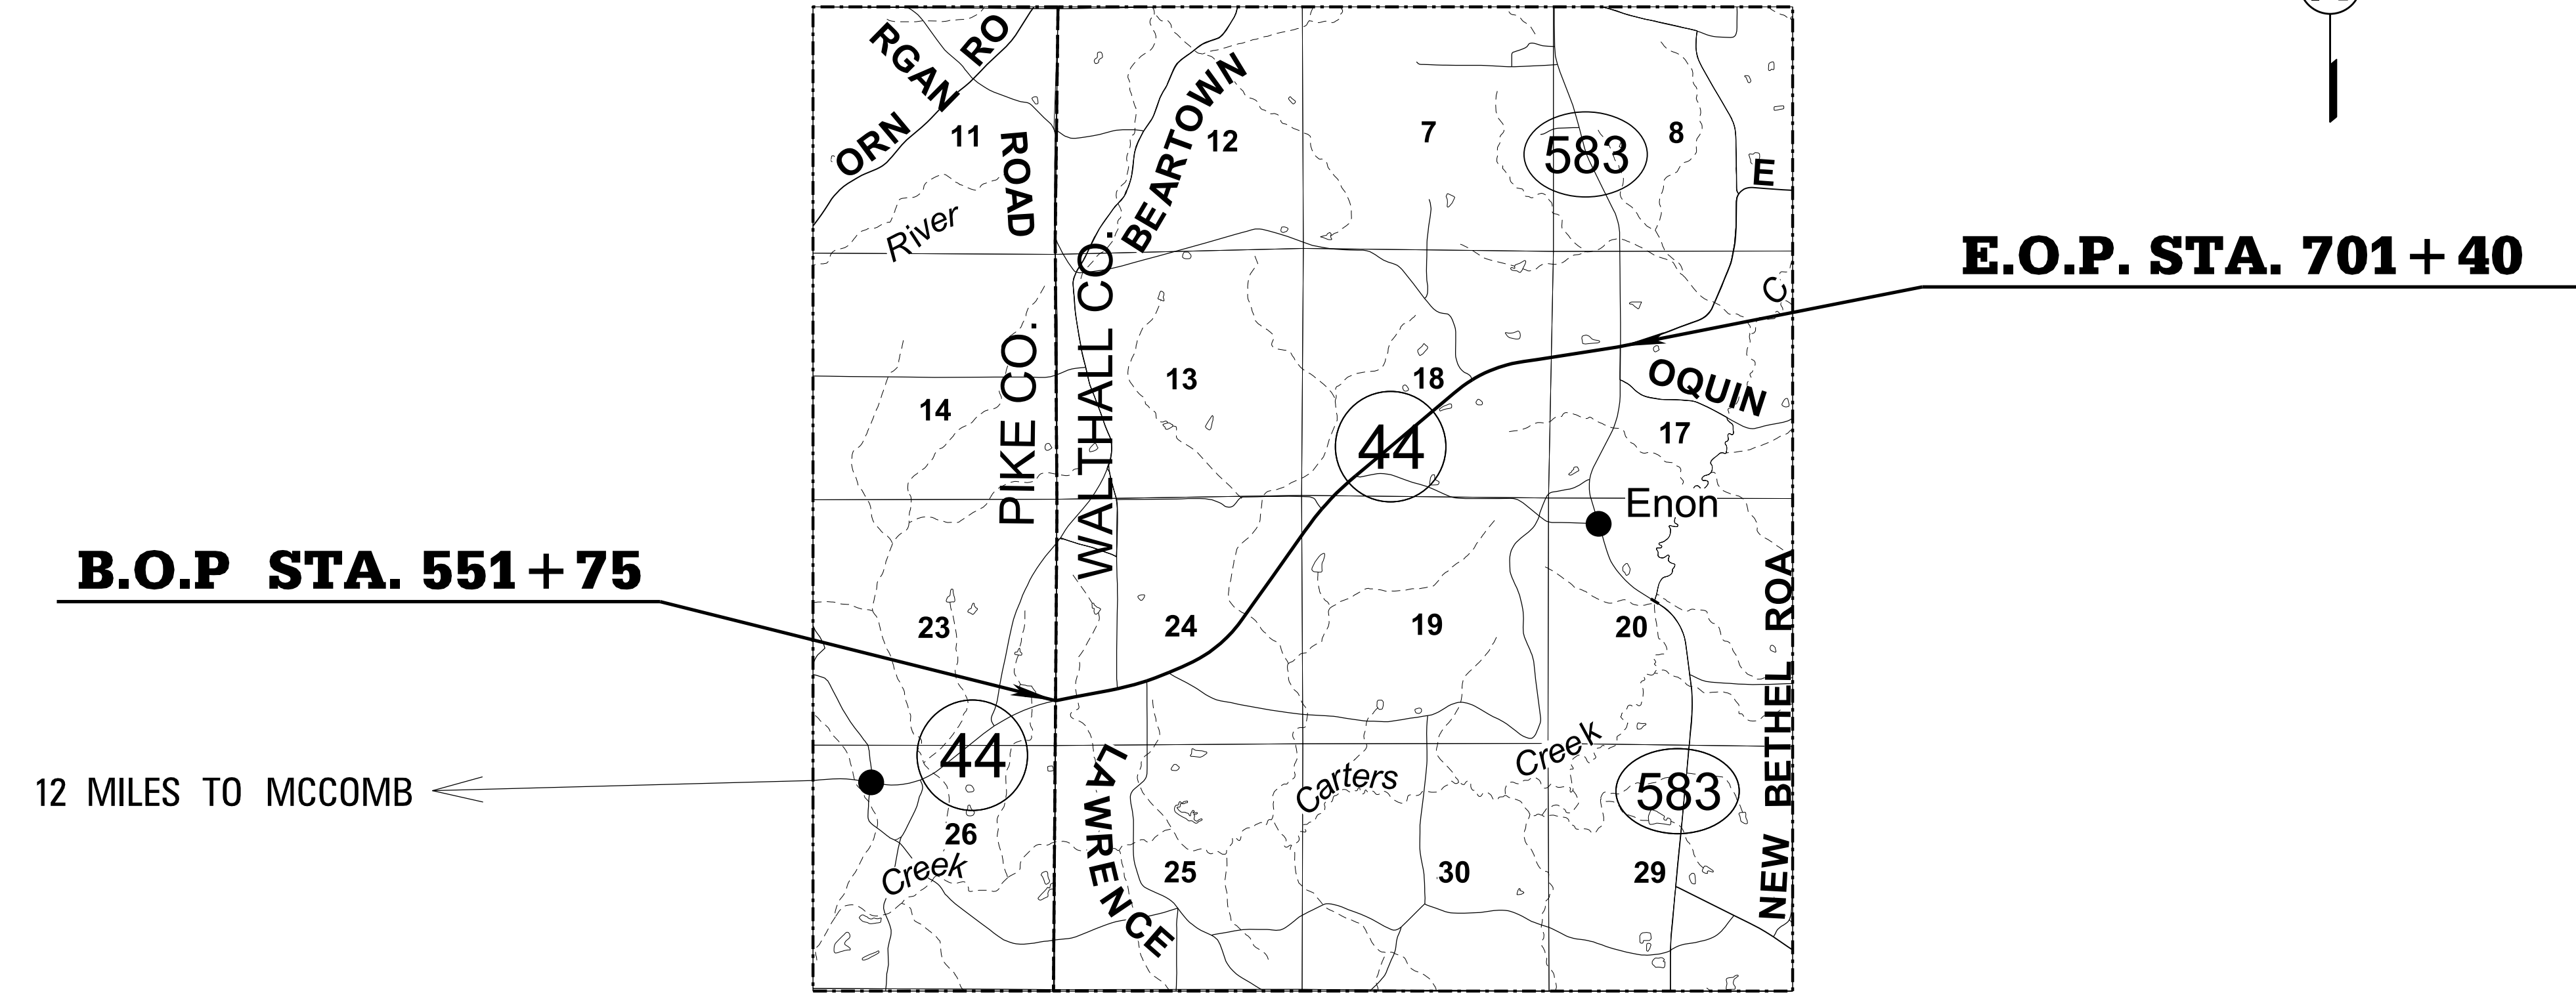 RGAN
RO
ORN
11
ROAD
BEARTOWN
12
7
583
8
E
River
E.O.P. STA. 701+40
C
PIKE CO.
WALTHALL CO.
13
14
18
44
OQUIN
17
Enon
B.O.P STA. 551+75
23
24
19
20
NEW BETHEL ROA
44
12 MILES TO MCCOMB
26
Creek
LAWRENCE
25
Carters
Creek
30
583
29